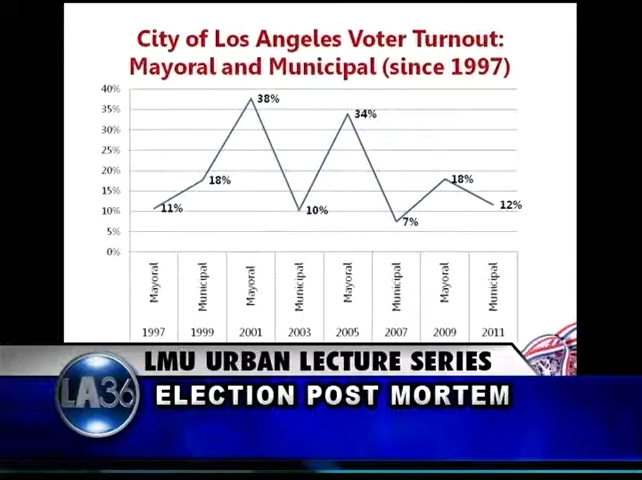 City of Los Angeles Voter Turnout:
Mayoral and Municipal (since 1997)
40%
35%
30%
25%
20%
15%
10%
5%
0%
11%
18%
38%
10%
34%
7%
18%
12%
Mayoral
Municipal
Mayoral
Municipal
Mayoral
Municipal
Mayoral
Municipal
1997 1999 2001 2003 2005 2007 2009 2011
LMU URBAN LECTURE SERIES
LA36
ELECTION POST MORTEM